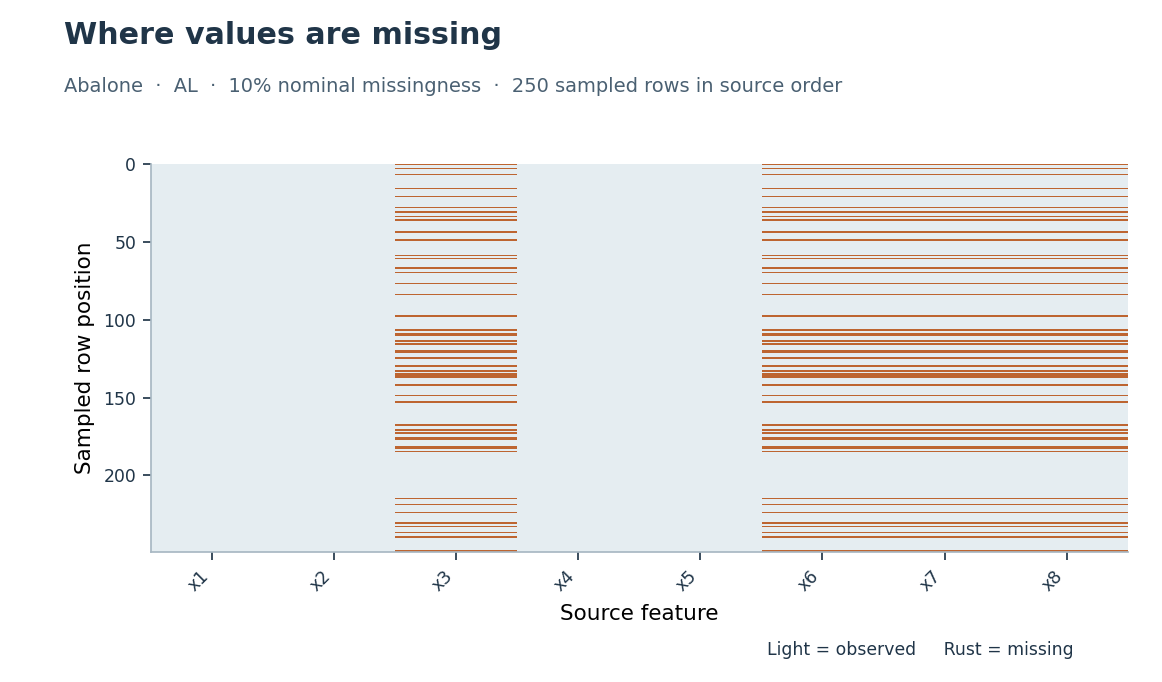 Where values are missing
Abalone · AL · 10% nominal missingness · 250 sampled rows in source order
0
50
100
150
200
Sampled row position
x1 x2 x3 x4 x5 x6 x7 x8
Source feature
Light = observed Rust = missing